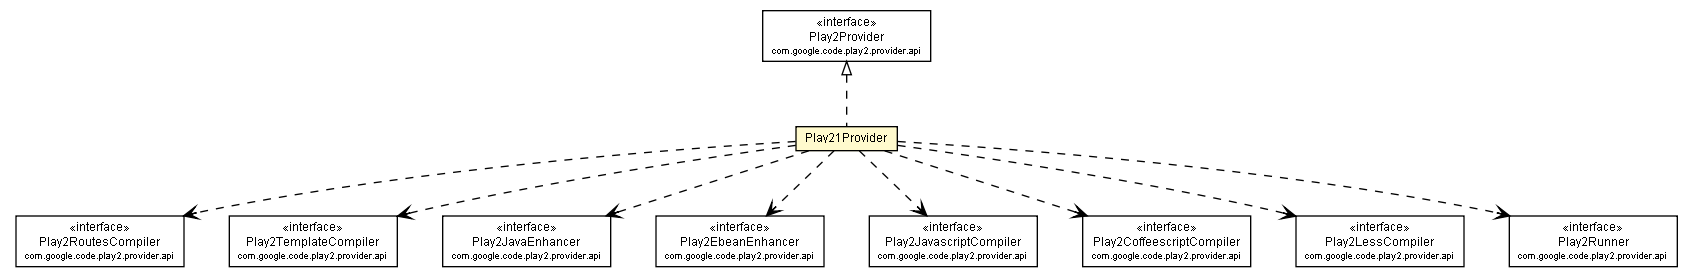 «interface»
Play2Provider
com.google.code.play2.provider.api
Play21Provider
«interface»
Play2RoutesCompiler
com.google.code.play2.provider.api
«interface»
Play2TemplateCompiler
com.google.code.play2.provider.api
«interface»
Play2JavaEnhancer
com.google.code.play2.provider.api
«interface»
Play2EbeanEnhancer
com.google.code.play2.provider.api
«interface»
Play2JavascriptCompiler
com.google.code.play2.provider.api
«interface»
Play2CoffeescriptCompiler
com.google.code.play2.provider.api
«interface»
Play2LessCompiler
com.google.code.play2.provider.api
«interface»
Play2Runner
com.google.code.play2.provider.api